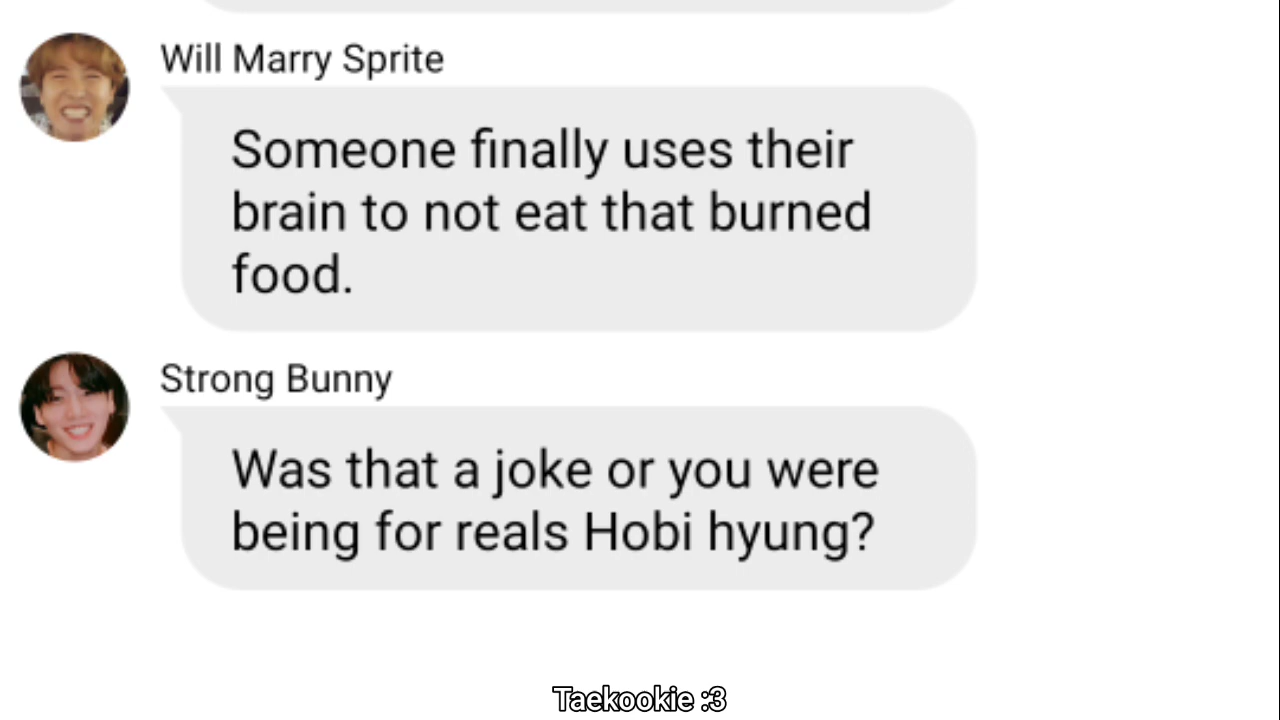 Will Marry Sprite
Someone finally uses their
brain to not eat that burned
food.
Strong Bunny
Was that a joke or you were
being for reals Hobi hyung?
Taekookie :3